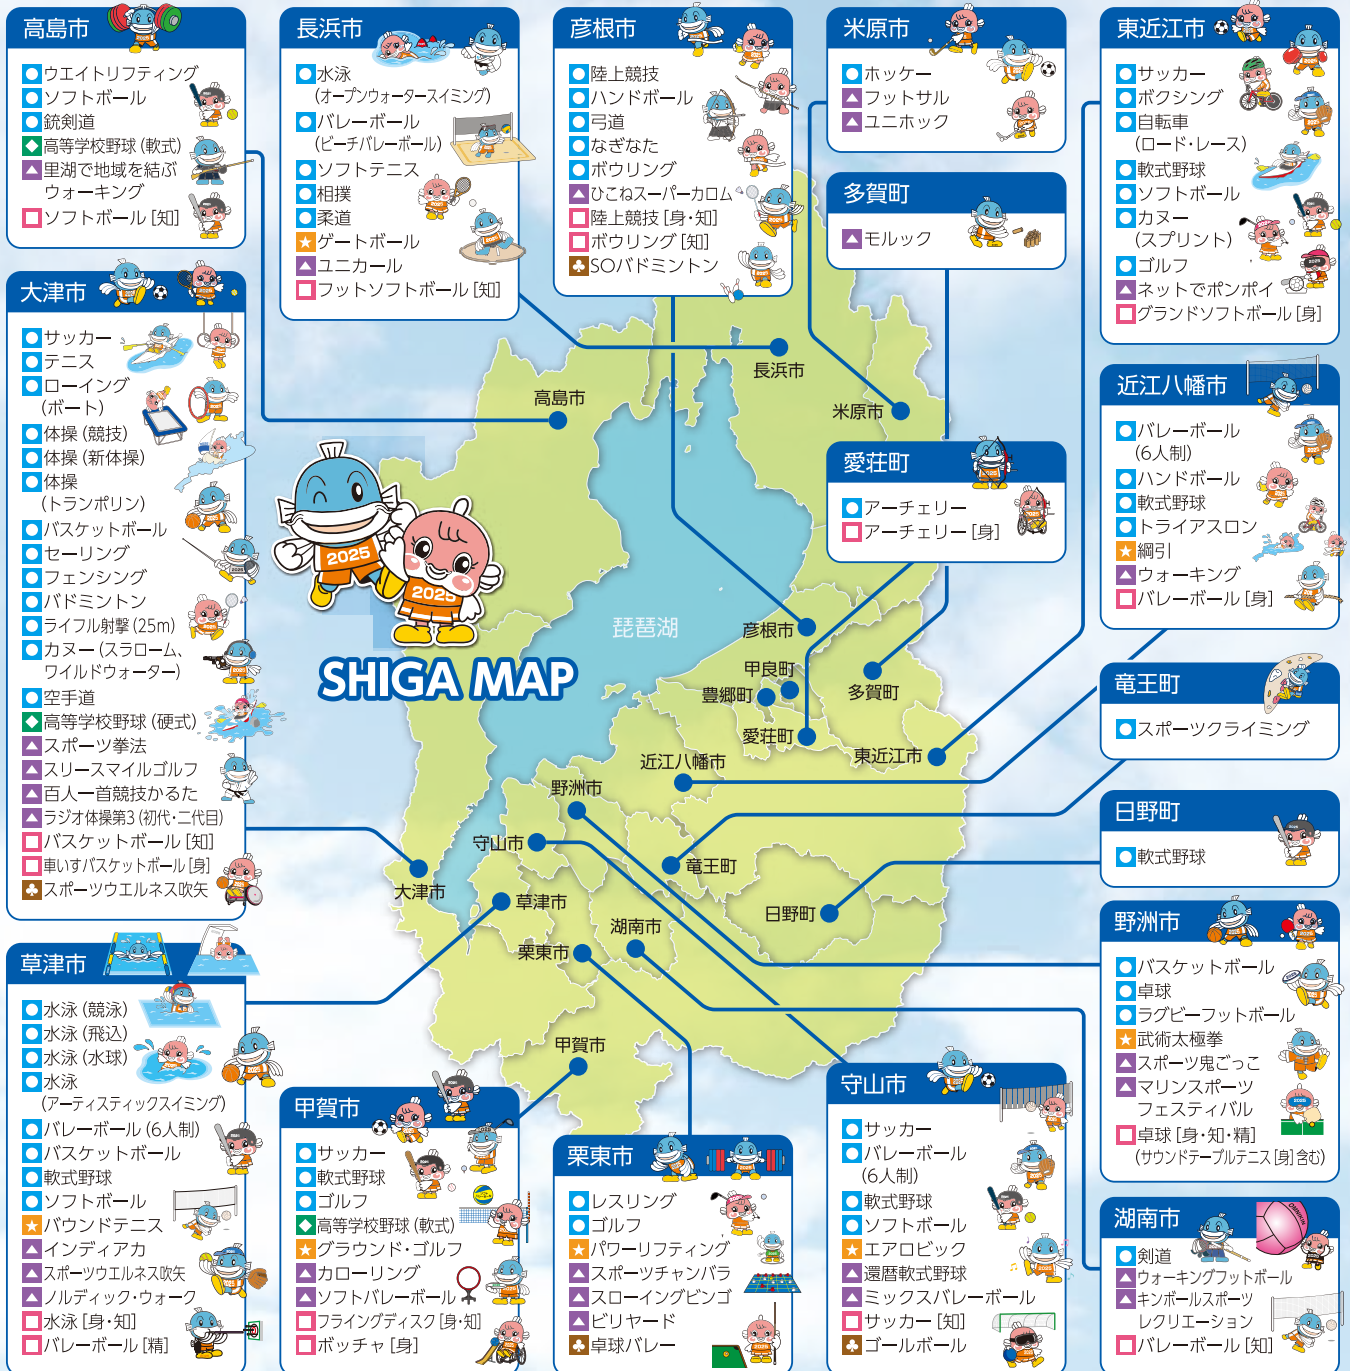 高島市
ウエイトリフティング
ソフトボール
銃剣道
高等学校野球（軟式）
里湖で地域を結ぶ
ウォーキング
ソフトボール［知］
長浜市
水泳
（オープンウォータースイミング）
バレーボール
（ビーチバレーボール）
ソフトテニス
相撲
柔道
ゲートボール
ユニカール
フットソフトボール［知］
彦根市
陸上競技
ハンドボール
弓道
なぎなた
ボウリング
ひこねスーパーカロム
陸上競技［身・知］
ボウリング［知］
SOバドミントン
米原市
ホッケー
フットサル
ユニホック
多賀町
モルック
東近江市
サッカー
ボクシング
自転車
（ロード・レース）
軟式野球
ソフトボール
カヌー
（スプリント）
ゴルフ
ネットでポンポイ
グランドソフトボール［身］
大津市
サッカー
テニス
ローイング
（ボート）
体操（競技）
体操（新体操）
体操
（トランポリン）
バスケットボール
セーリング
フェンシング
バドミントン
ライフル射撃（25m）
カヌー（スラローム、
ワイルドウォーター）
空手道
高等学校野球（硬式）
スポーツ拳法
スリースマイルゴルフ
百人一首競技かるた
ラジオ体操第3（初代・二代目）
バスケットボール［知］
車いすバスケットボール［身］
スポーツウエルネス吹矢
近江八幡市
バレーボール
（6人制）
ハンドボール
軟式野球
トライアスロン
綱引
ウォーキング
バレーボール［身］
愛荘町
アーチェリー
アーチェリー［身］
竜王町
スポーツクライミング
日野町
軟式野球
2025
2025
SHIGA MAP
琵琶湖
高島市
長浜市
米原市
彦根市
甲良町
豊郷町
多賀町
愛荘町
東近江市
近江八幡市
野洲市
守山市
竜王町
大津市
草津市
日野町
湖南市
栗東市
甲賀市
野洲市
バスケットボール
卓球
ラグビーフットボール
武術太極拳
スポーツ鬼ごっこ
マリンスポーツ
フェスティバル
卓球［身・知・精］
（サウンドテーブルテニス［身］含む）
草津市
水泳（競泳）
水泳（飛込）
水泳（水球）
水泳
（アーティスティックスイミング）
バレーボール（6人制）
バスケットボール
軟式野球
ソフトボール
バウンドテニス
インディアカ
スポーツウエルネス吹矢
ノルディック・ウォーク
水泳［身・知］
バレーボール［精］
甲賀市
サッカー
軟式野球
ゴルフ
高等学校野球（軟式）
グラウンド・ゴルフ
カローリング
ソフトバレーボール
フライングディスク［身・知］
ボッチャ［身］
栗東市
レスリング
ゴルフ
パワーリフティング
スポーツチャンバラ
スローイングビンゴ
ビリヤード
卓球バレー
守山市
サッカー
バレーボール
（6人制）
軟式野球
ソフトボール
エアロビック
還暦軟式野球
ミックスバレーボール
サッカー［知］
ゴールボール
湖南市
剣道
ウォーキングフットボール
キンボールスポーツ
レクリエーション
バレーボール［知］